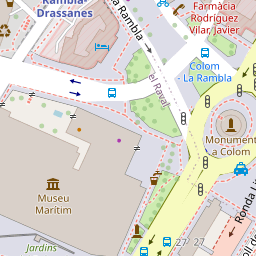 Rambla-
Drassanes
La Rambla
Farmàcia
Rodríguez
Vilar, Javier
Colom
- La Rambla
el Raval
Monument
a Colom
Museu
Marítim
Ronda Li
Jardins
27
27